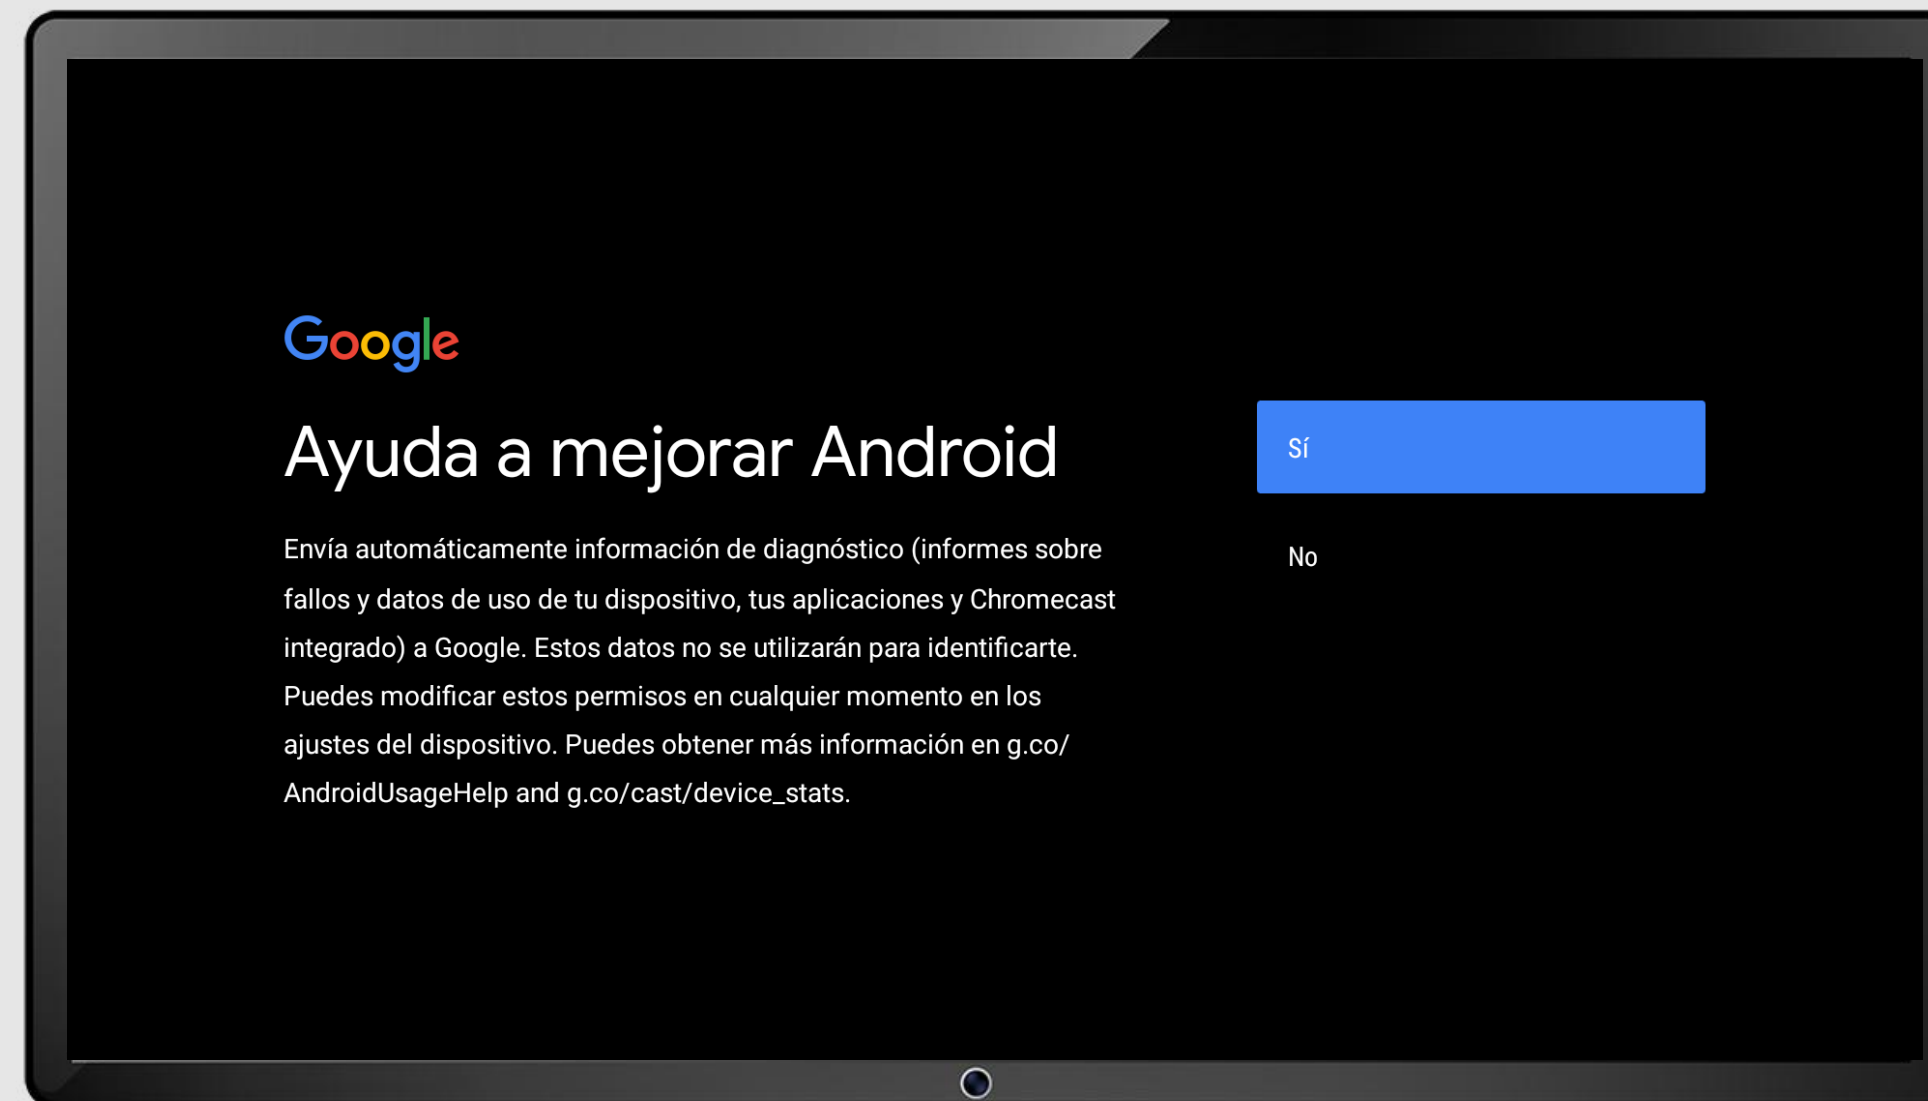 Google
Ayuda a mejorar Android
Envía automáticamente información de diagnóstico (informes sobre
fallos y datos de uso de tu dispositivo, tus aplicaciones y Chromecast
integrado) a Google. Estos datos no se utilizarán para identificarte.
Puedes modificar estos permisos en cualquier momento en los
ajustes del dispositivo. Puedes obtener más información en g.co/
AndroidUsageHelp and g.co/cast/device_stats.
Sí
No